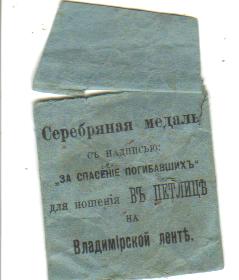 Серебряная медаль
съ надписью:
„ЗА СПАСЕНІЕ ПОГИБАВШИХЪ“
для ношенія ВЪ ПЕТЛИЦѢ
НА
Владимірской лентѣ.